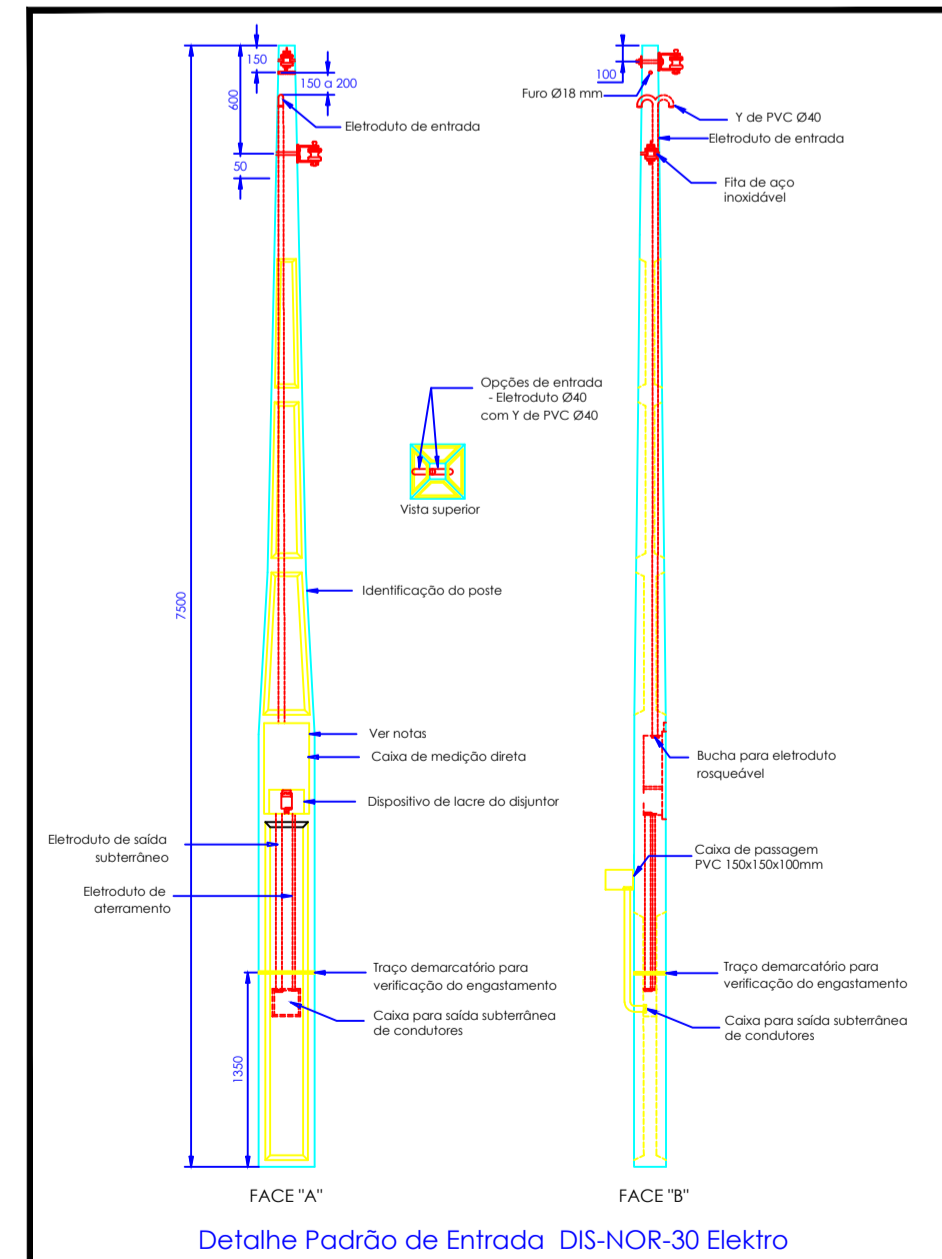 150
150 a 200
600
50
Eletroduto de entrada
100
Furo Ø18 mm
Y de PVC Ø40
Eletroduto de entrada
Fita de aço
inoxidável
Opções de entrada
- Eletroduto Ø40
com Y de PVC Ø40
Vista superior
7500
Identificação do poste
Ver notas
Caixa de medição direta
Dispositivo de lacre do disjuntor
Bucha para eletroduto
rosqueável
Eletroduto de saída
subterrâneo
Eletroduto de
aterramento
Caixa de passagem
PVC 150x150x100mm
Traço demarcatório para
verificação do engastamento
Caixa para saída subterrânea
de condutores
Traço demarcatório para
verificação do engastamento
Caixa para saída subterrânea
de condutores
1350
FACE "A"
FACE "B"
Detalhe Padrão de Entrada DIS-NOR-30 Elektro